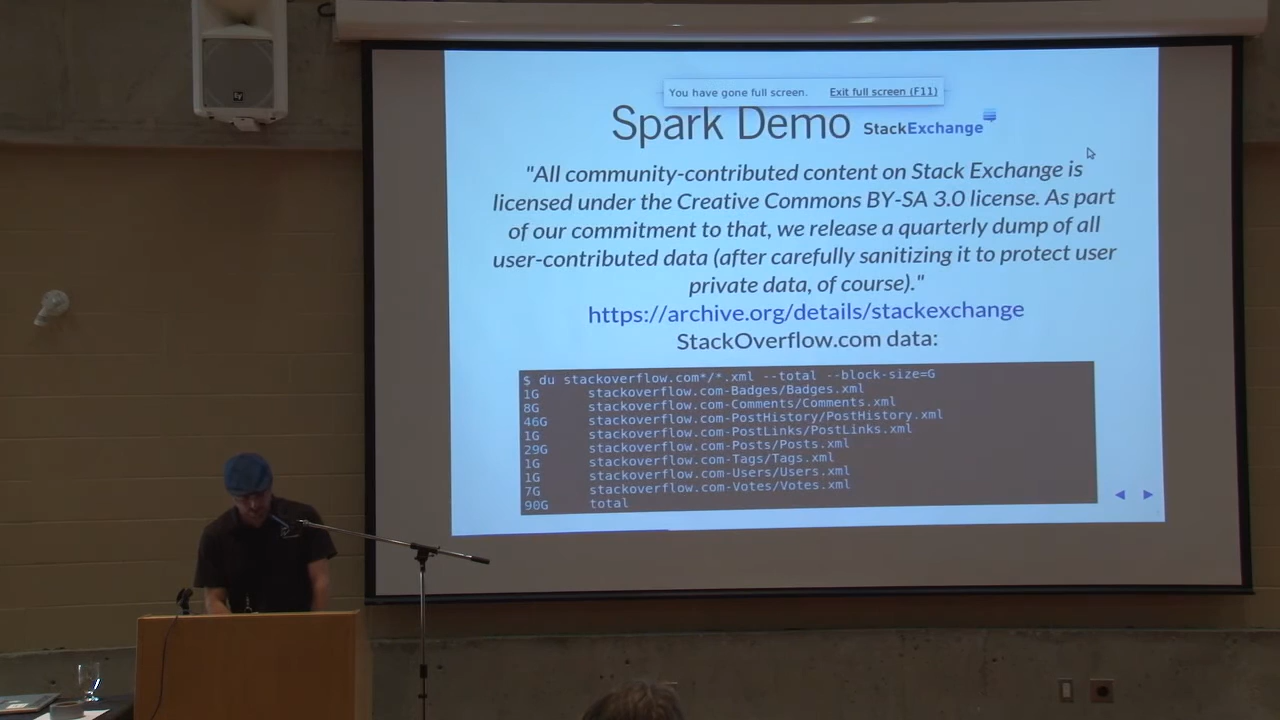 You have gone full screen. Exit full screen (F11)
Spark Demo StackExchange
"All community-contributed content on Stack Exchange is
licensed under the Creative Commons BY-SA 3.0 license. As part
of our commitment to that, we release a quarterly dump of all
user-contributed data (after carefully sanitizing it to protect user
private data, of course)."
https://archive.org/details/stackexchange
StackOverflow.com data:
$ du stackoverflow.com*/*.xml --total --block-size=G
1G stackoverflow.com-Badges/Badges.xml
8G stackoverflow.com-Comments/Comments.xml
46G stackoverflow.com-PostHistory/PostHistory.xml
1G stackoverflow.com-PostLinks/PostLinks.xml
29G stackoverflow.com-Posts/Posts.xml
1G stackoverflow.com-Tags/Tags.xml
1G stackoverflow.com-Users/Users.xml
7G stackoverflow.com-Votes/Votes.xml
90G total